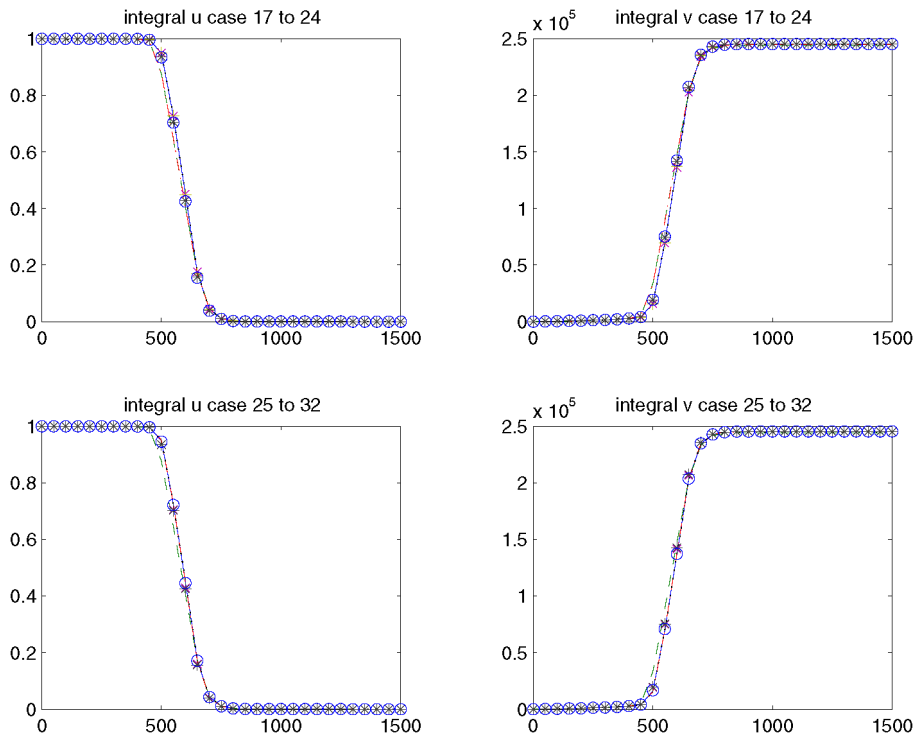 integral u case 17 to 24
1
0.8
0.6
0.4
0.2
0
0 500 1000 1500
integral v case 17 to 24
x 10^5
2.5
2
1.5
1
0.5
0
0 500 1000 1500
integral u case 25 to 32
1
0.8
0.6
0.4
0.2
0
0 500 1000 1500
integral v case 25 to 32
x 10^5
2.5
2
1.5
1
0.5
0
0 500 1000 1500